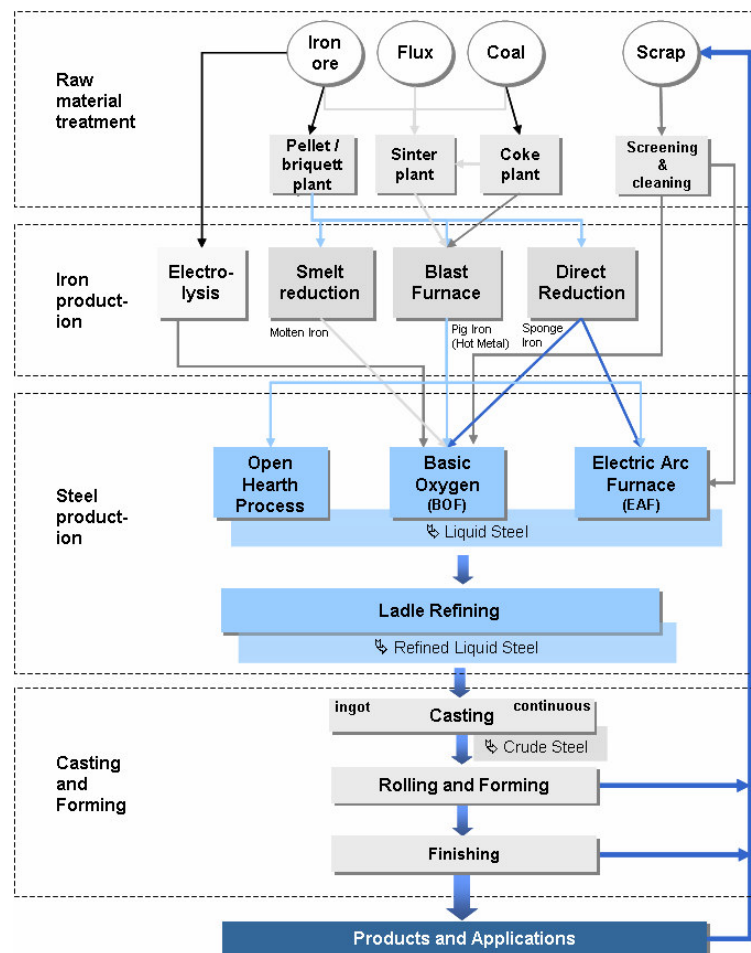 Iron
ore
Flux
Coal
Scrap
Raw
material
treatment
Pellet /
briquett
plant
Sinter
plant
Coke
plant
Screening
&
cleaning
Iron
product-
ion
Electro-
lysis
Smelt
reduction
Blast
Furnace
Direct
Reduction
Molten Iron
Pig Iron
(Hot Metal)
Sponge
Iron
Steel
product-
ion
Open
Hearth
Process
Basic
Oxygen
(BOF)
Electric Arc
Furnace
(EAF)
Liquid Steel
Ladle Refining
Refined Liquid Steel
Casting
and
Forming
ingot
Casting
continuous
Crude Steel
Rolling and Forming
Finishing
Products and Applications